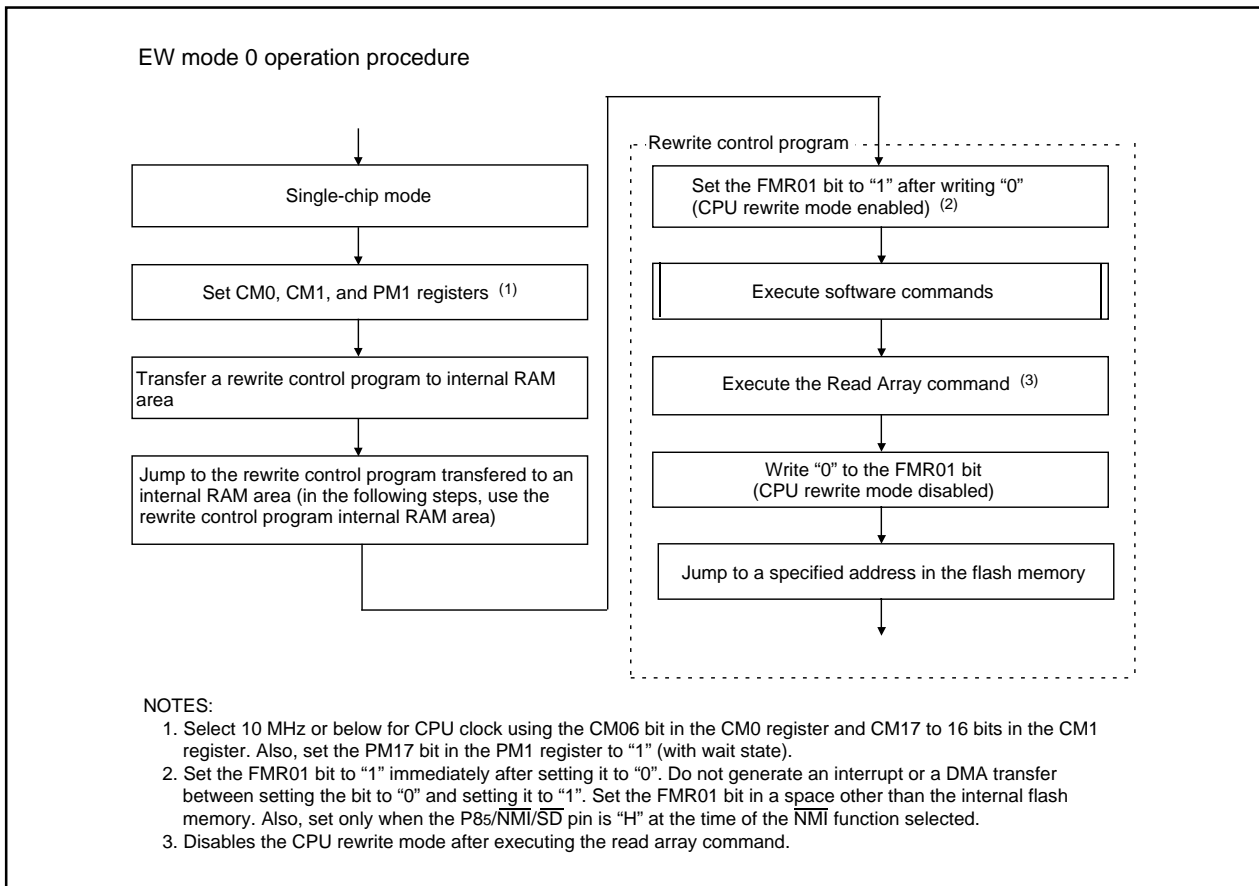 EW mode 0 operation procedure
Single-chip mode
Set CM0, CM1, and PM1 registers (1)
Transfer a rewrite control program to internal RAM
area
Jump to the rewrite control program transfered to an
internal RAM area (in the following steps, use the
rewrite control program internal RAM area)
Rewrite control program
Set the FMR01 bit to “1” after writing “0”
(CPU rewrite mode enabled) (2)
Execute software commands
Execute the Read Array command (3)
Write “0” to the FMR01 bit
(CPU rewrite mode disabled)
Jump to a specified address in the flash memory
NOTES:
1. Select 10 MHz or below for CPU clock using the CM06 bit in the CM0 register and CM17 to 16 bits in the CM1
register. Also, set the PM17 bit in the PM1 register to “1” (with wait state).
2. Set the FMR01 bit to “1” immediately after setting it to “0”. Do not generate an interrupt or a DMA transfer
between setting the bit to “0” and setting it to “1”. Set the FMR01 bit in a space other than the internal flash
memory. Also, set only when the P85/NMI/SD pin is “H” at the time of the NMI function selected.
3. Disables the CPU rewrite mode after executing the read array command.